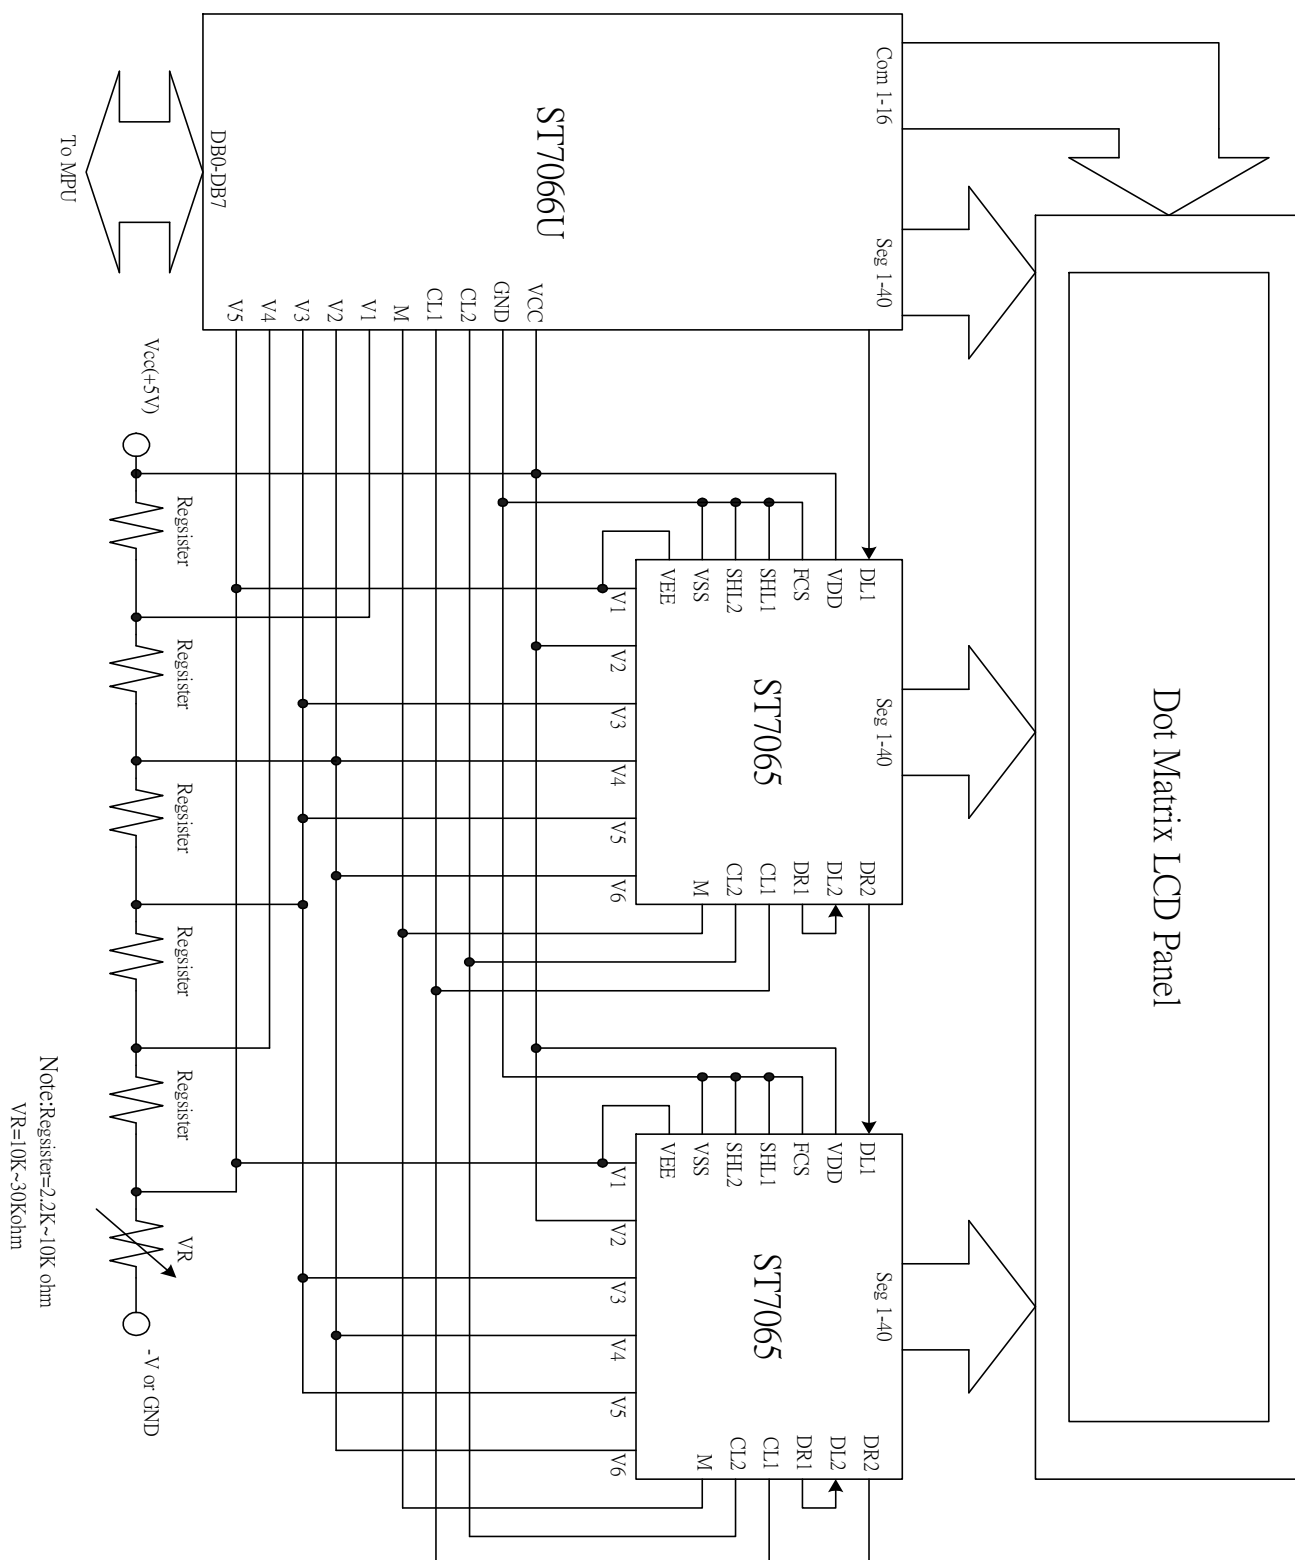 Dot Matrix LCD Panel
Com 1-16
Seg 1-40
Seg 1-40
Seg 1-40
ST7066U
DB0-DB7
To MPU
VCC
GND
CL2
CL1
M
V1
V2
V3
V4
V5
DL1
VDD
FCS
SHL1
SHL2
VSS
VEE
V1
V2
V3
V4
V5
V6
ST7065
DR2
DL2
DR1
CL1
CL2
M
DL1
VDD
FCS
SHL1
SHL2
VSS
VEE
V1
V2
V3
V4
V5
V6
ST7065
DR2
DL2
DR1
CL1
CL2
M
Vcc(+5V)
Regsister
Regsister
Regsister
Regsister
Regsister
VR
-V or GND
Note:Regsister=2.2K~10K ohm
VR=10K~30Kohm